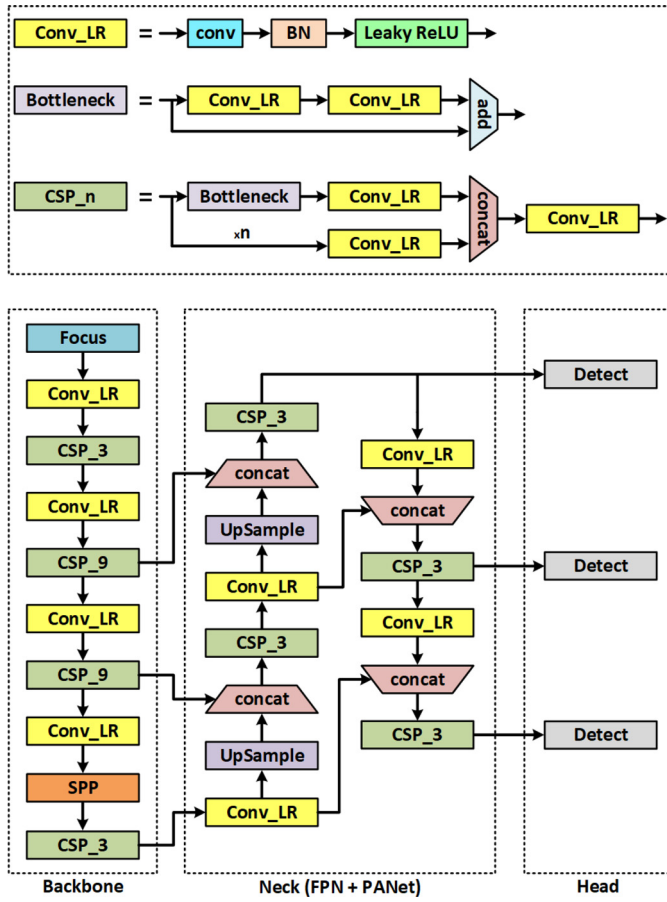 Conv_LR = conv BN Leaky ReLU
Bottleneck = Conv_LR Conv_LR add
CSP_n = Bottleneck Conv_LR concat Conv_LR
xn Conv_LR
Focus
Conv_LR
CSP_3
Conv_LR
CSP_9
Conv_LR
CSP_9
Conv_LR
SPP
CSP_3
Backbone
CSP_3
concat
UpSample
Conv_LR
CSP_3
concat
UpSample
Conv_LR
Conv_LR
concat
CSP_3
Conv_LR
concat
CSP_3
Neck (FPN + PANet)
Detect
Detect
Detect
Head